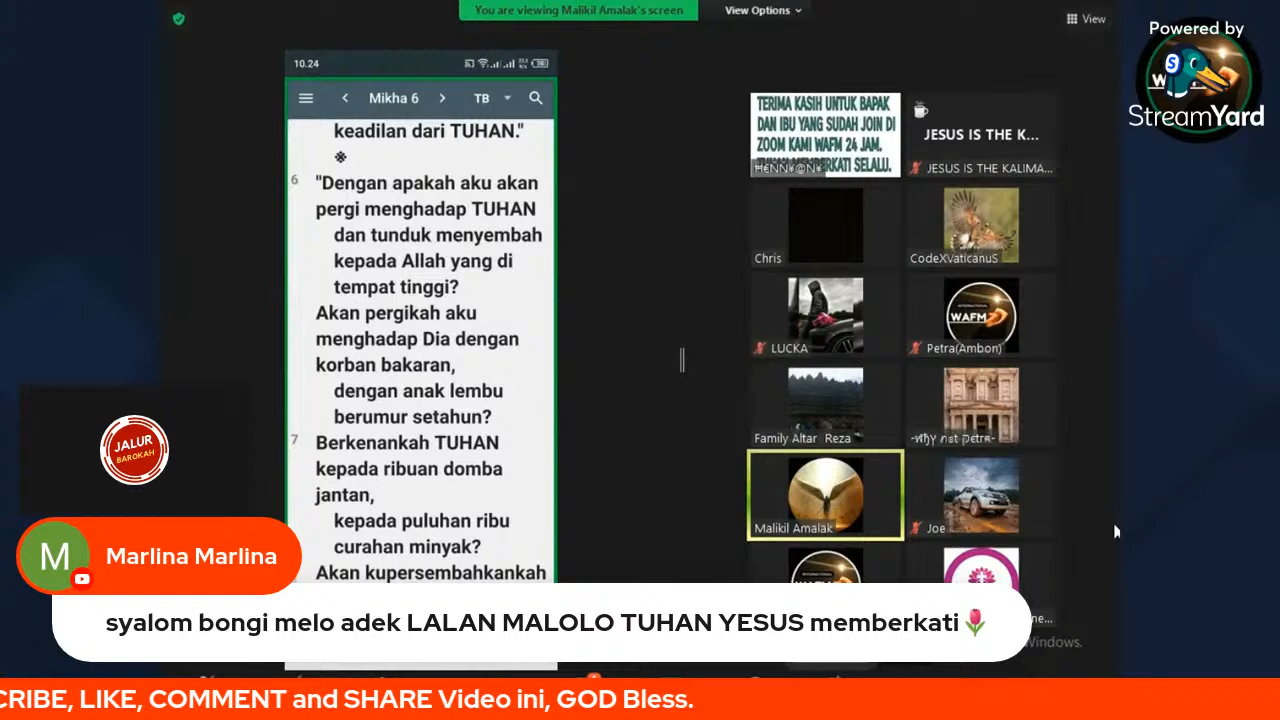 You are viewing Malikil Amalak's screen
View Options
View
Powered by
StreamYard
10.24
Mikha 6
TB
keadilan dari TUHAN."
6
"Dengan apakah aku akan
pergi menghadap TUHAN
dan tunduk menyembah
kepada Allah yang di
tempat tinggi?
Akan pergikah aku
menghadap Dia dengan
korban bakaran,
dengan anak lembu
berumur setahun?
7
Berkenankah TUHAN
kepada ribuan domba
jantan,
kepada puluhan ribu
curahan minyak?
Akan kupersembahkankah
TERIMA KASIH UNTUK BAPAK
DAN IBU YANG SUDAH JOIN DI
ZOOM KAMI WAFM 24 JAM.
TUHAN MEMBERKATI SELALU.
JESUS IS THE K...
JESUS IS THE KALIMA...
Chris
CodeXVaticanuS
LUCKA
INTERNATIONAL
WAFM
Petra(Ambon)
Family Altar Reza
Malikil Amalak
Joe
JALUR
BAROKAH
M
Marlina Marlina
syalom bongi melo adek LALAN MALOLO TUHAN YESUS memberkati🌷
ne...
Windows.
CRIBE, LIKE, COMMENT and SHARE Video ini, GOD Bless.